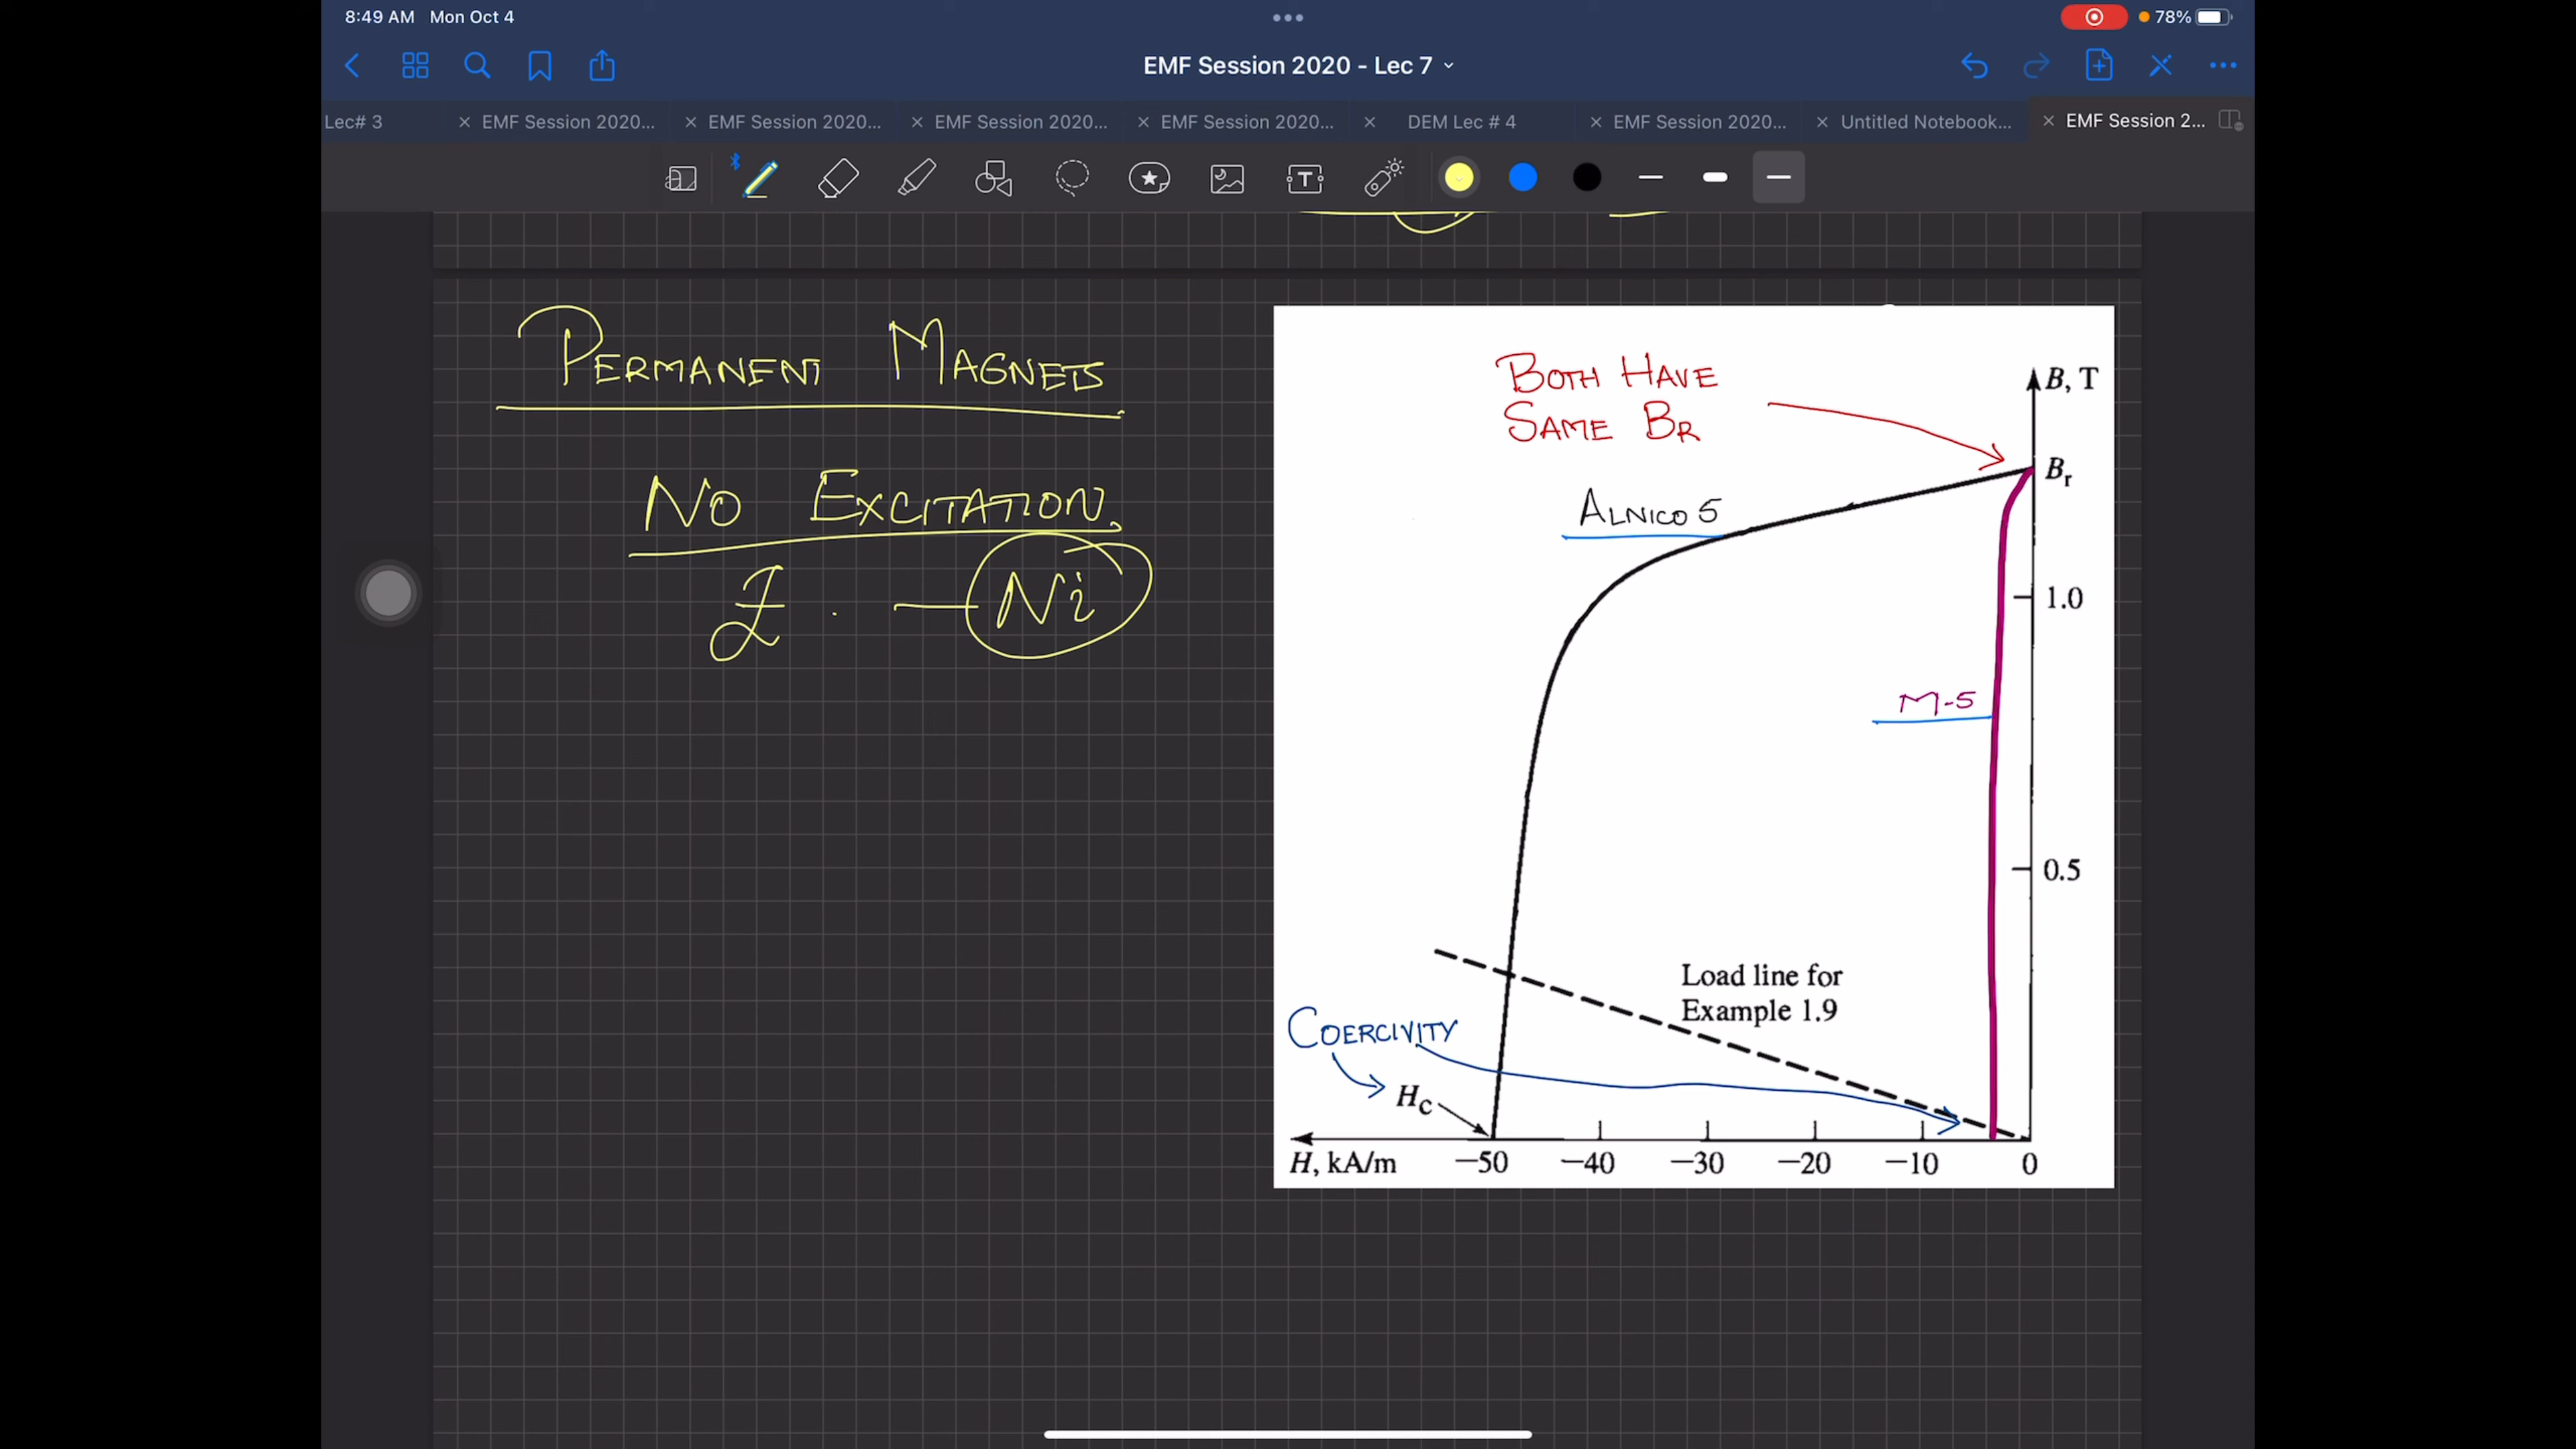 8:49 AM Mon Oct 4
78%
EMF Session 2020 - Lec 7
Lec# 3
EMF Session 2020...
EMF Session 2020...
EMF Session 2020...
EMF Session 2020...
DEM Lec # 4
EMF Session 2020...
Untitled Notebook...
EMF Session 2...
PERMANENT MAGNETS
NO EXCITATION.
Ni
BOTH HAVE
SAME BR
B, T
Br
ALNICO 5
1.0
M-5
0.5
Load line for
Example 1.9
COERCIVITY
Hc
H, kA/m
−50 −40 −30 −20 −10 0